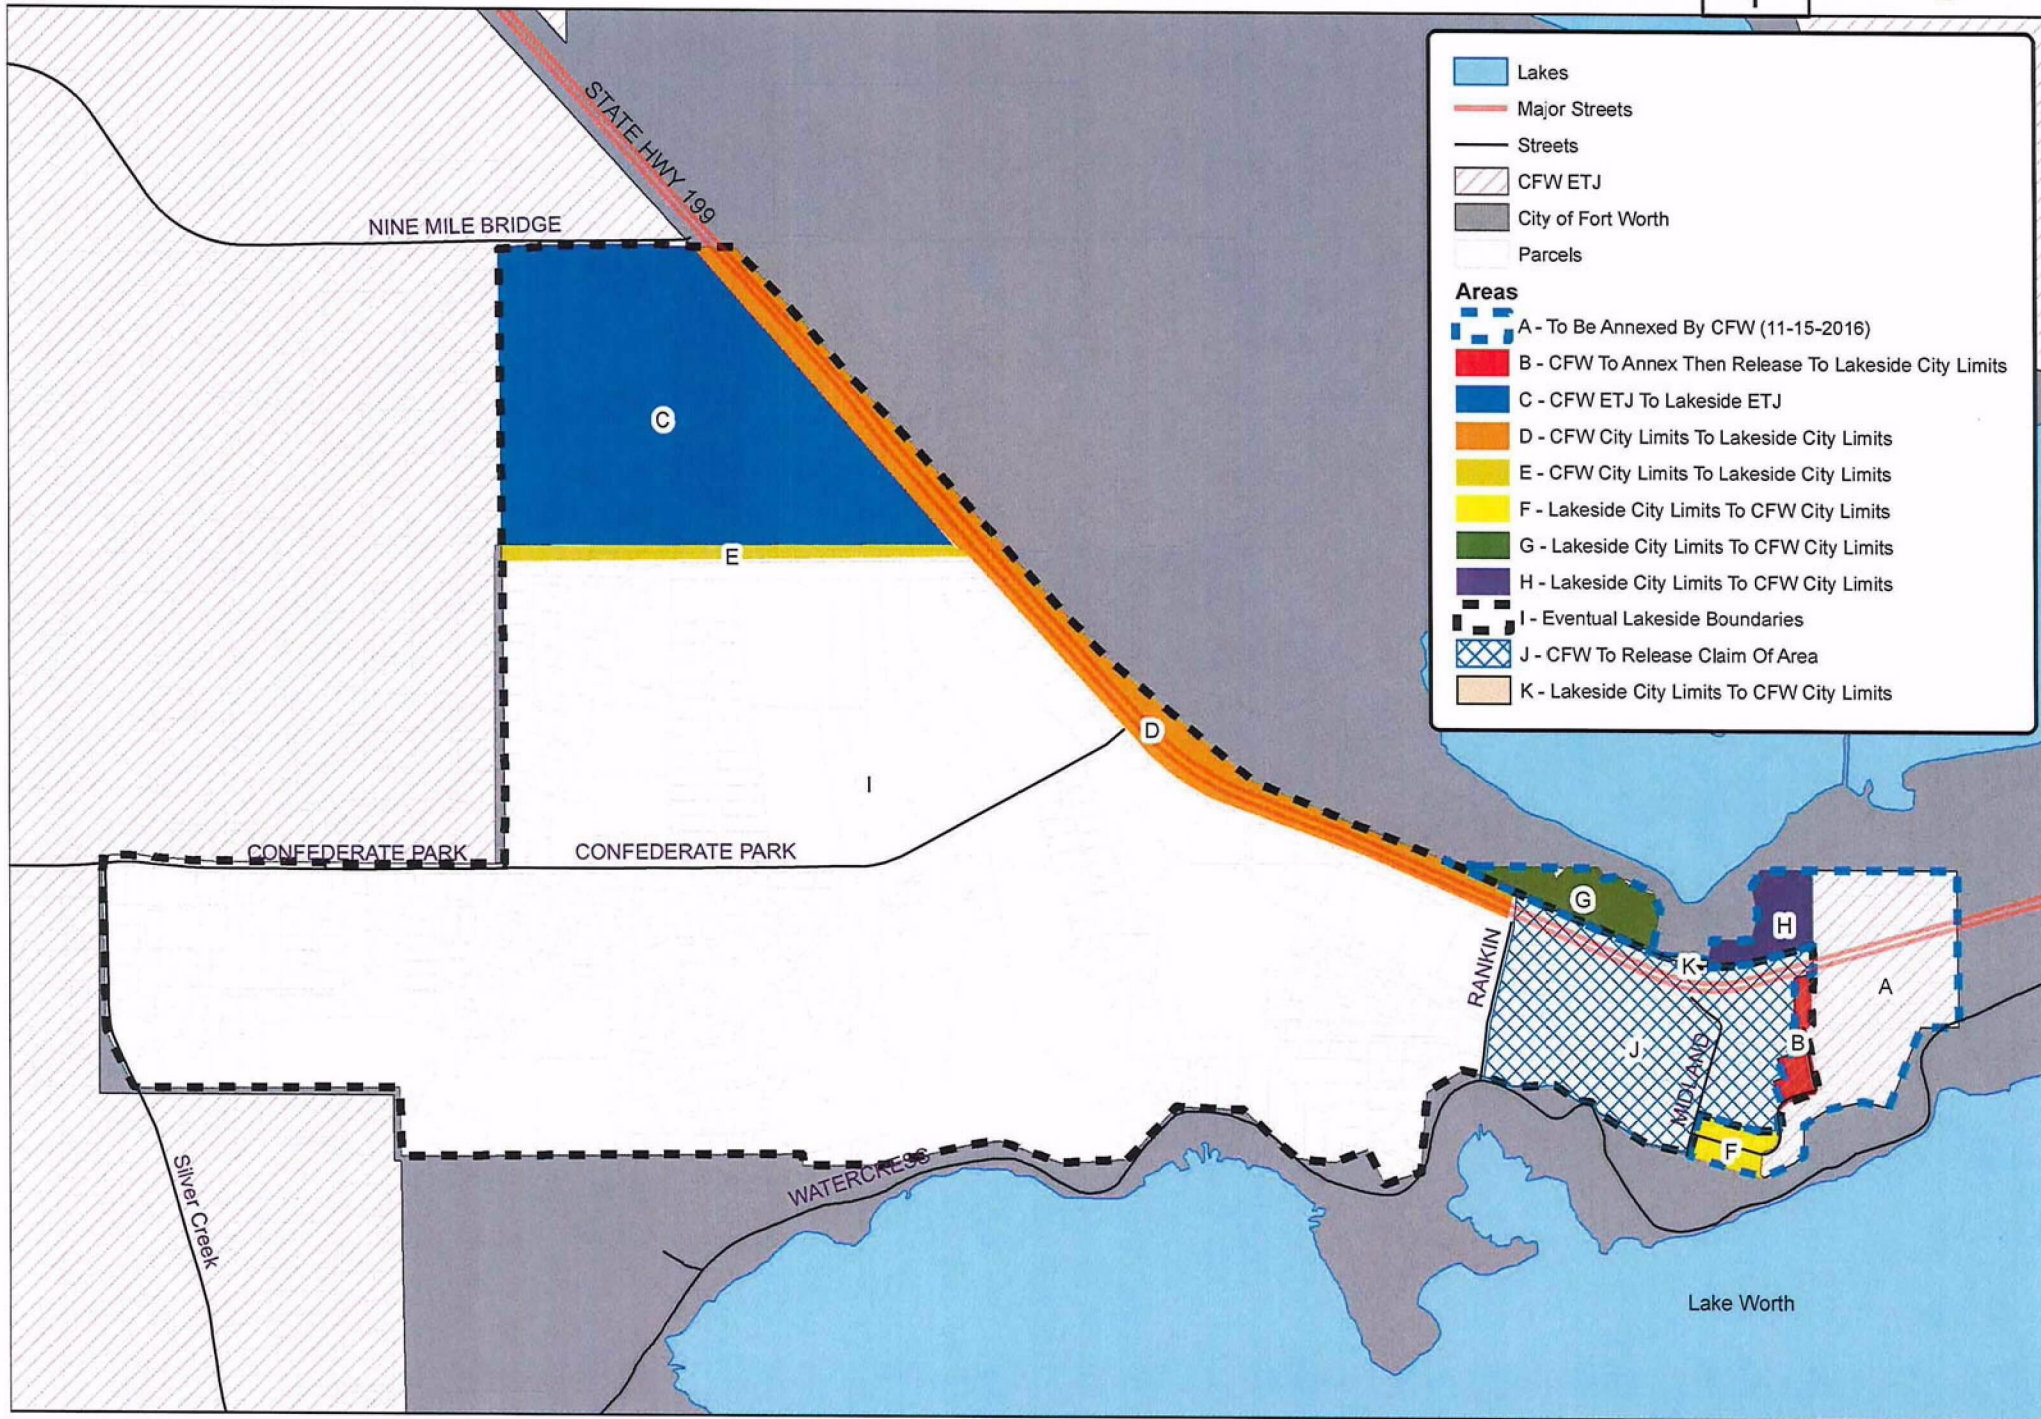 Lakes
Major Streets
Streets
CFW ETJ
City of Fort Worth
Parcels
Areas
A - To Be Annexed By CFW (11-15-2016)
B - CFW To Annex Then Release To Lakeside City Limits
C - CFW ETJ To Lakeside ETJ
D - CFW City Limits To Lakeside City Limits
E - CFW City Limits To Lakeside City Limits
F - Lakeside City Limits To CFW City Limits
G - Lakeside City Limits To CFW City Limits
H - Lakeside City Limits To CFW City Limits
I - Eventual Lakeside Boundaries
J - CFW To Release Claim Of Area
K - Lakeside City Limits To CFW City Limits
STATE HWY 199
NINE MILE BRIDGE
C
E
D
I
CONFEDERATE PARK
CONFEDERATE PARK
G
H
RANKIN
K
A
J
MIDLAND
B
F
WATERCRESS
Silver Creek
Lake Worth